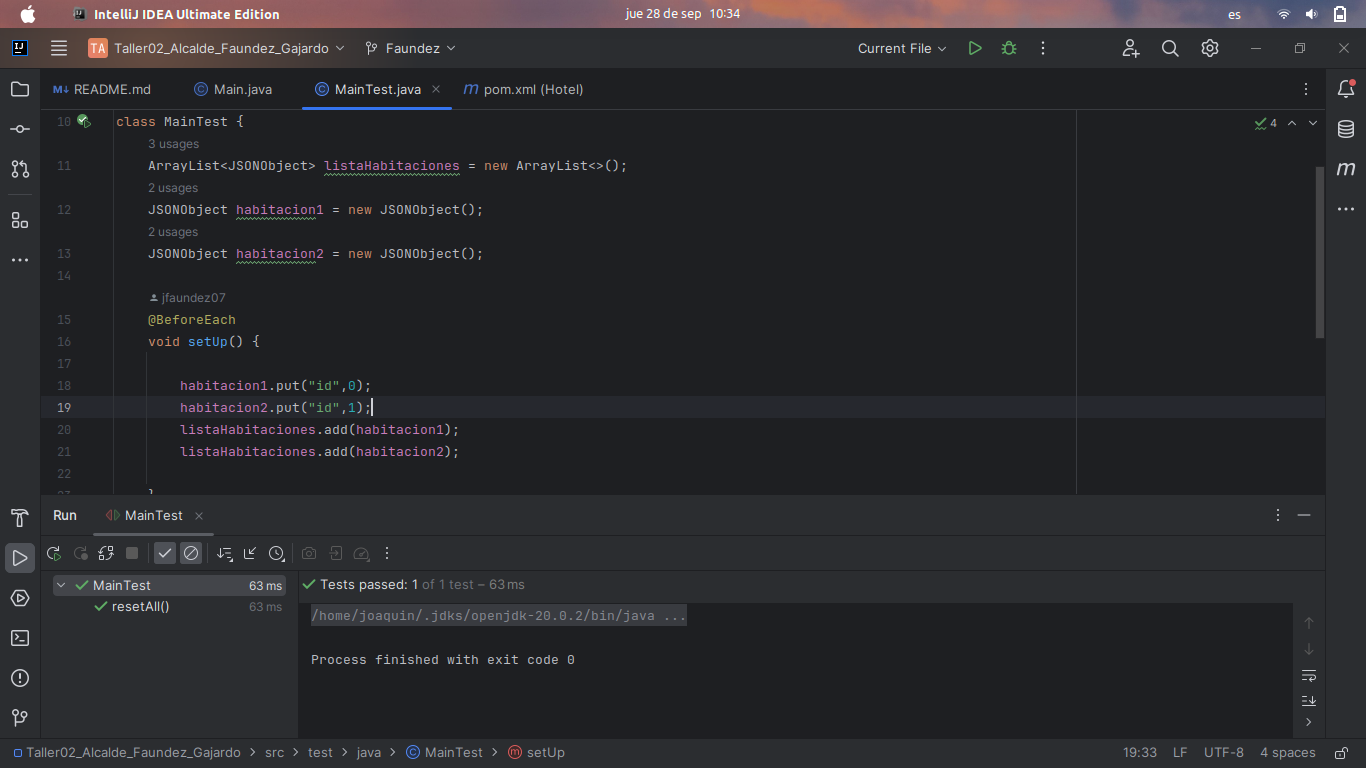 IntelliJ IDEA Ultimate Edition
jue 28 de sep 10:34
es
IJ
TA Taller02_Alcalde_Faundez_Gajardo
Faundez
Current File
M↓ README.md
C Main.java
C MainTest.java
m pom.xml (Hotel)
10 class MainTest {
4
3 usages
11 ArrayList<JSONObject> listaHabitaciones = new ArrayList<>();
2 usages
12 JSONObject habitacion1 = new JSONObject();
2 usages
13 JSONObject habitacion2 = new JSONObject();
14
jfaundez07
15 @BeforeEach
16 void setUp() {
17
18 habitacion1.put("id",0);
19 habitacion2.put("id",1);
20 listaHabitaciones.add(habitacion1);
21 listaHabitaciones.add(habitacion2);
22
23 }
m
Run
MainTest
MainTest 63 ms
resetAll() 63 ms
Tests passed: 1 of 1 test – 63 ms
/home/joaquin/.jdks/openjdk-20.0.2/bin/java ...
Process finished with exit code 0
Taller02_Alcalde_Faundez_Gajardo > src > test > java > C MainTest > m setUp
19:33 LF UTF-8 4 spaces